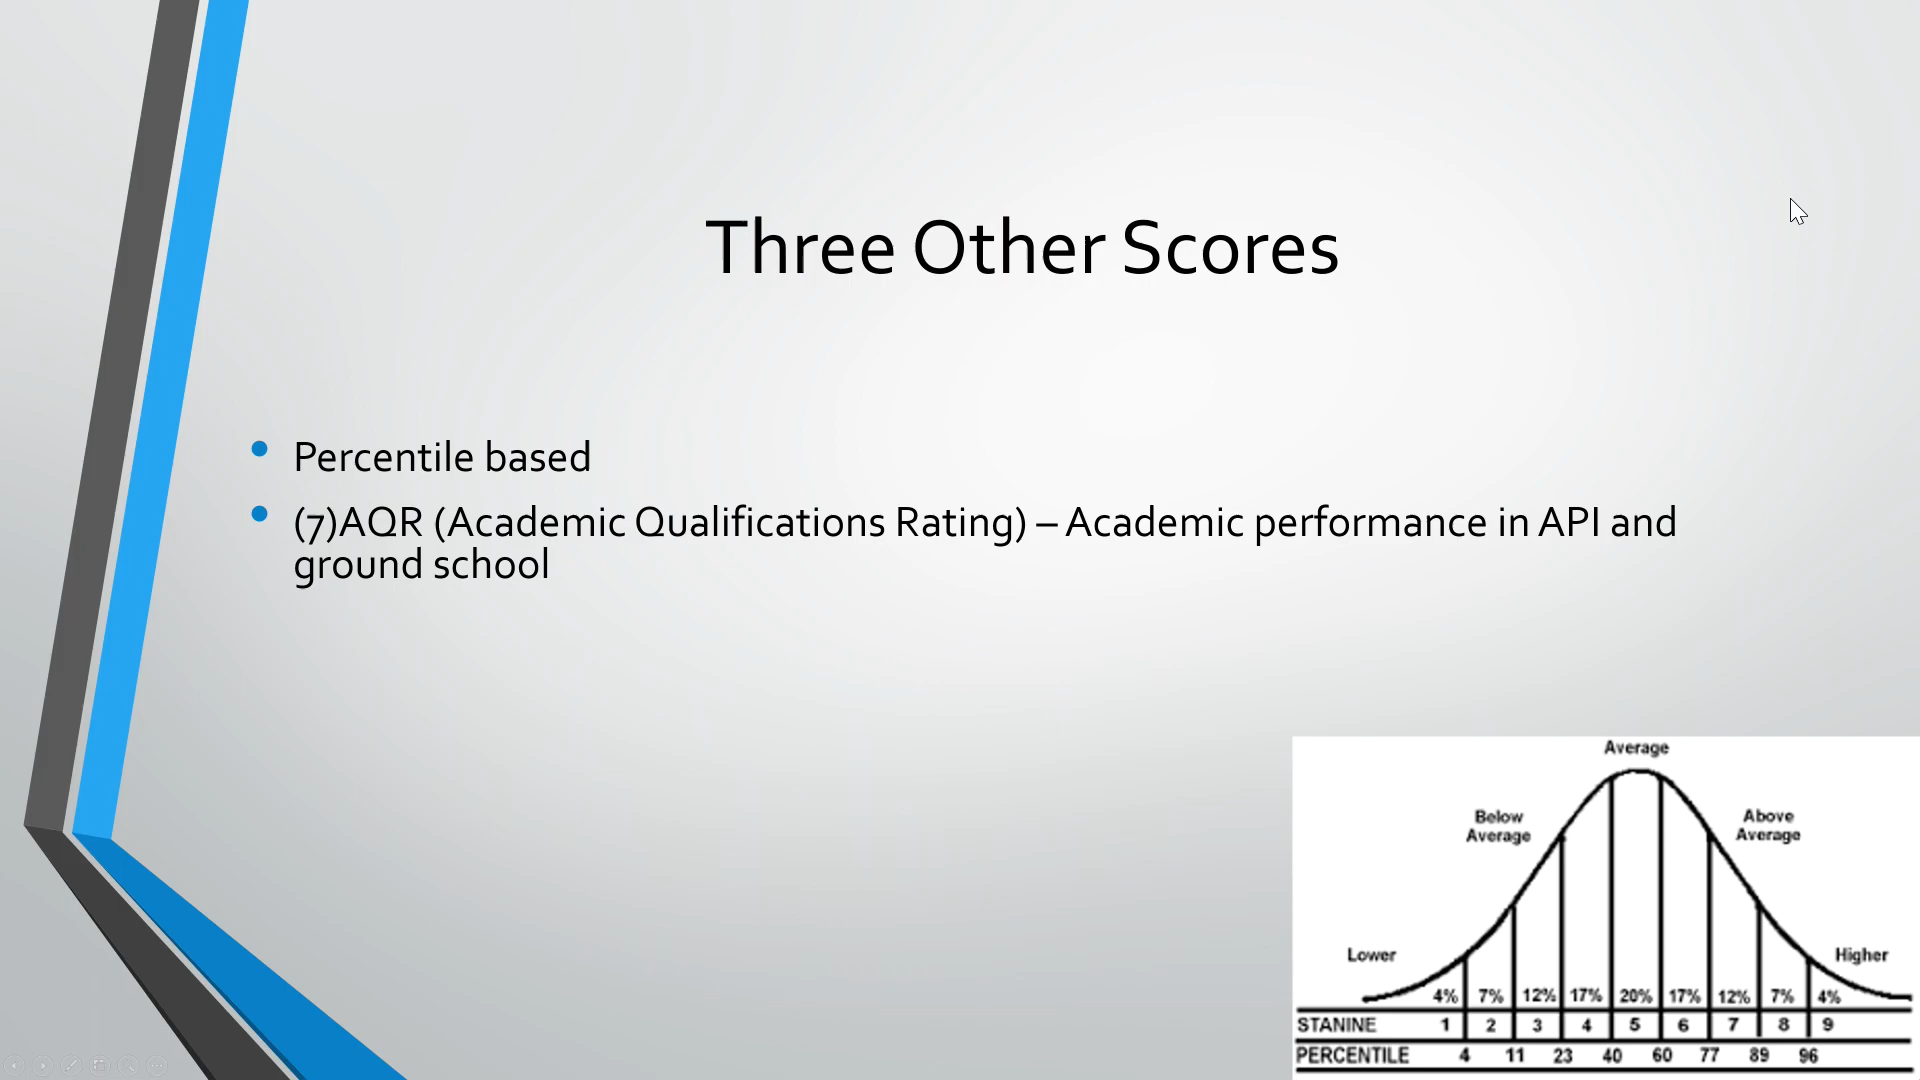 Three Other Scores
• Percentile based
• (7)AQR (Academic Qualifications Rating) – Academic performance in API and
ground school
Average
Below
Average
Above
Average
Lower
Higher
4% 7% 12% 17% 20% 17% 12% 7% 4%
STANINE 1 2 3 4 5 6 7 8 9
PERCENTILE 4 11 23 40 60 77 89 96